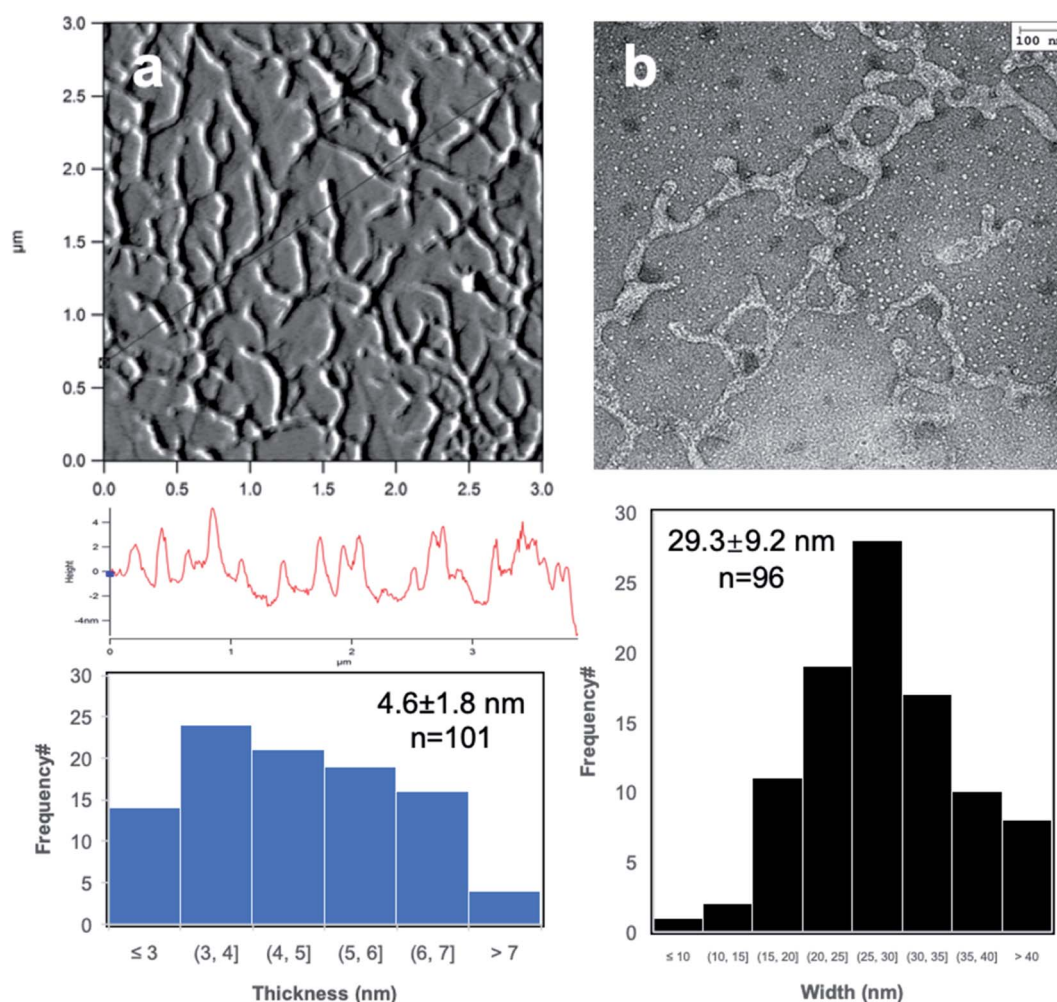 a
3.0
2.5
2.0
1.5
1.0
0.5
0.0
µm
0.0 0.5 1.0 1.5 2.0 2.5 3.0
b
100 nm
4
2
0
-2
-4nm
Height
0 1 2 3
µm
30
25
20
15
10
5
0
Frequency#
4.6±1.8 nm
n=101
≤ 3 (3, 4] (4, 5] (5, 6] (6, 7] > 7
Thickness (nm)
30
25
20
15
10
5
0
Frequency#
29.3±9.2 nm
n=96
≤ 10 (10, 15] (15, 20] (20, 25] (25, 30] (30, 35] (35, 40] > 40
Width (nm)